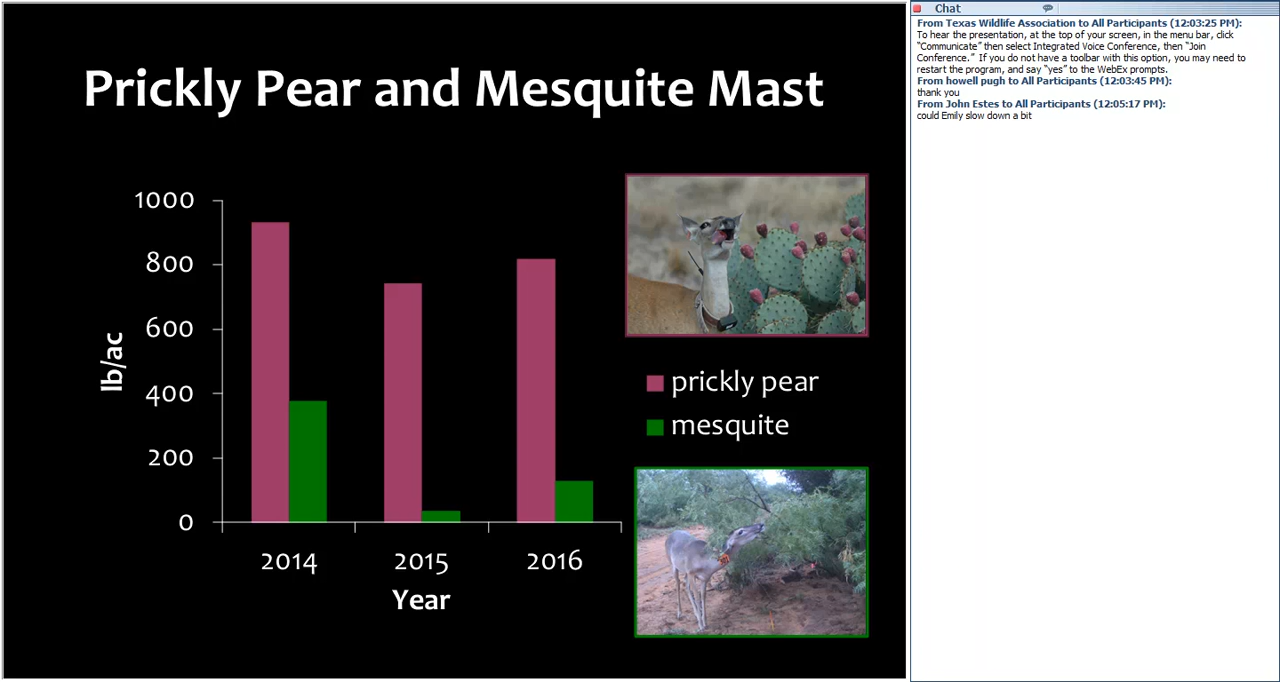 Prickly Pear and Mesquite Mast
1000
800
600
400
200
0
lb/ac
2014
2015
2016
Year
prickly pear
mesquite
Chat
From Texas Wildlife Association to All Participants (12:03:25 PM):
To hear the presentation, at the top of your screen, in the menu bar, click
"Communicate" then select Integrated Voice Conference, then "Join
Conference." If you do not have a toolbar with this option, you may need to
restart the program, and say "yes" to the WebEx prompts.
From howell pugh to All Participants (12:03:45 PM):
thank you
From John Estes to All Participants (12:05:17 PM):
could Emily slow down a bit